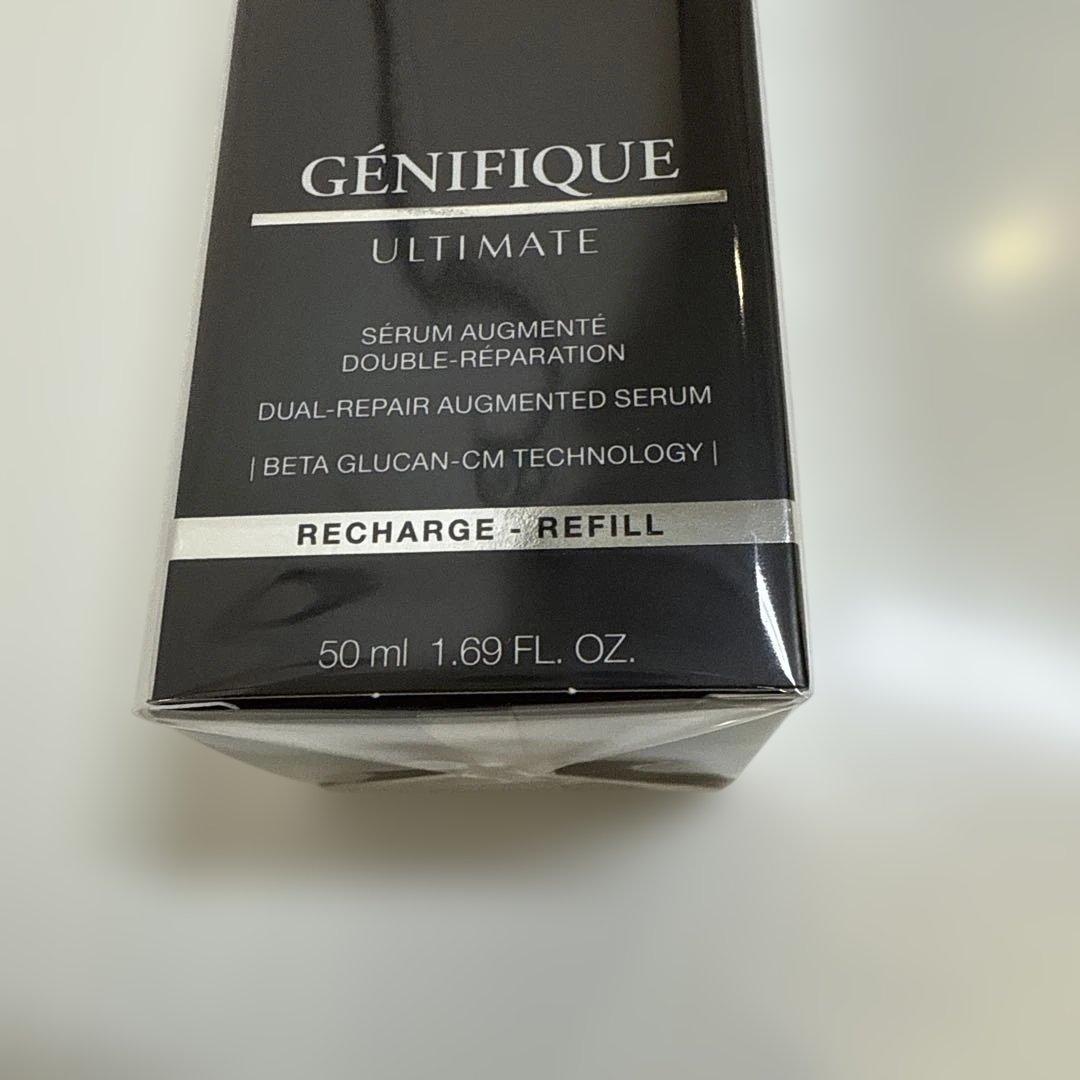 GÉNIFIQUE
ULTIMATE
SÉRUM AUGMENTÉ
DOUBLE-RÉPARATION
DUAL-REPAIR AUGMENTED SERUM
| BETA GLUCAN-CM TECHNOLOGY |
RECHARGE - REFILL
50 ml 1.69 FL. OZ.